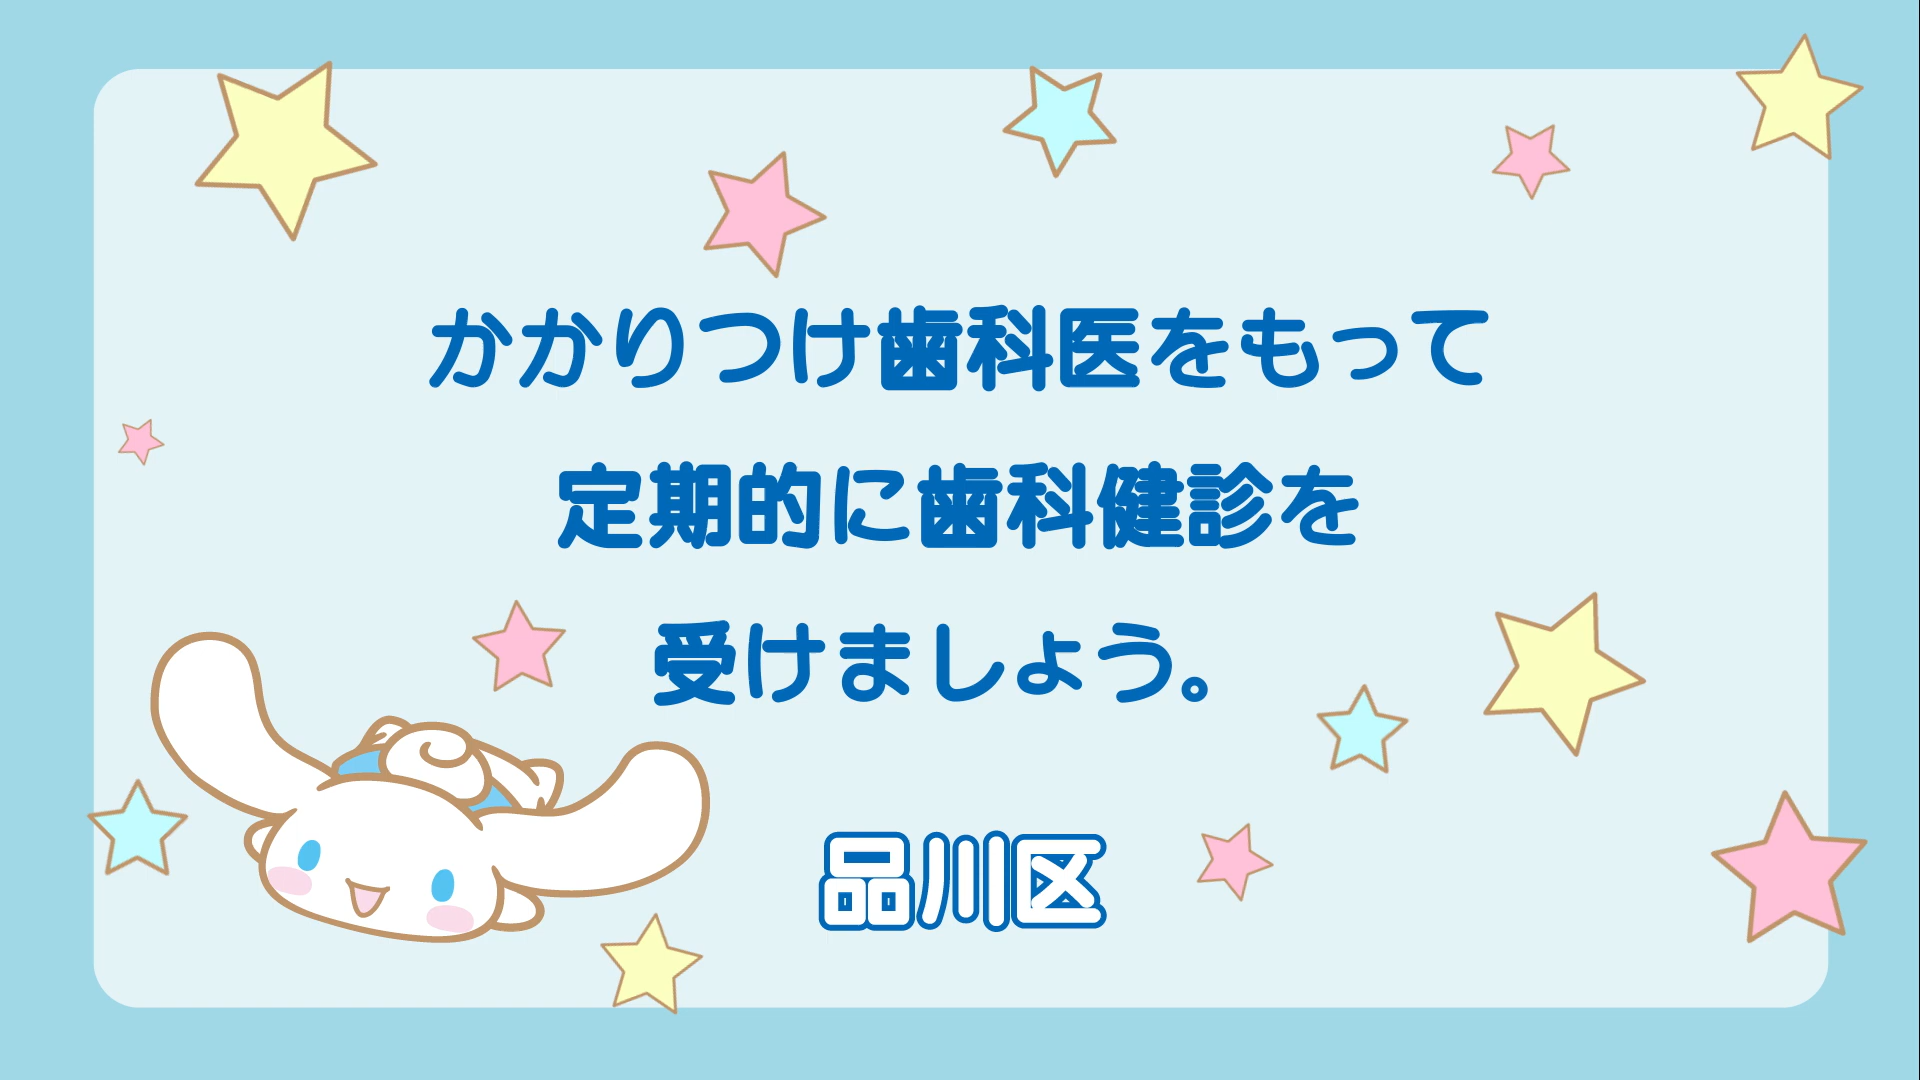 かかりつけ歯科医をもって
定期的に歯科健診を
受けましょう。
品川区